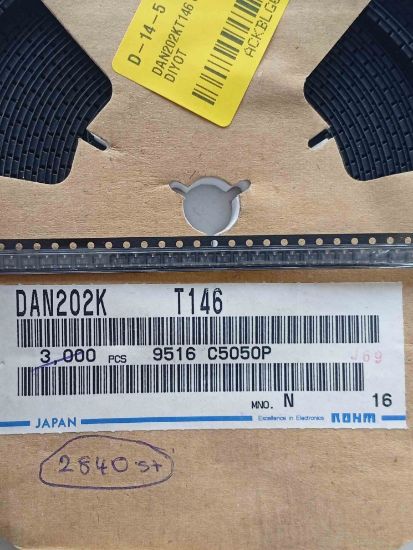 D-14-5
DAN202KT146
DIYOT
DAN202K T146
3,000 PCS 9516 C5050P J69
MNO. N 16
JAPAN Excellence in Electronics ROHM
2840 st